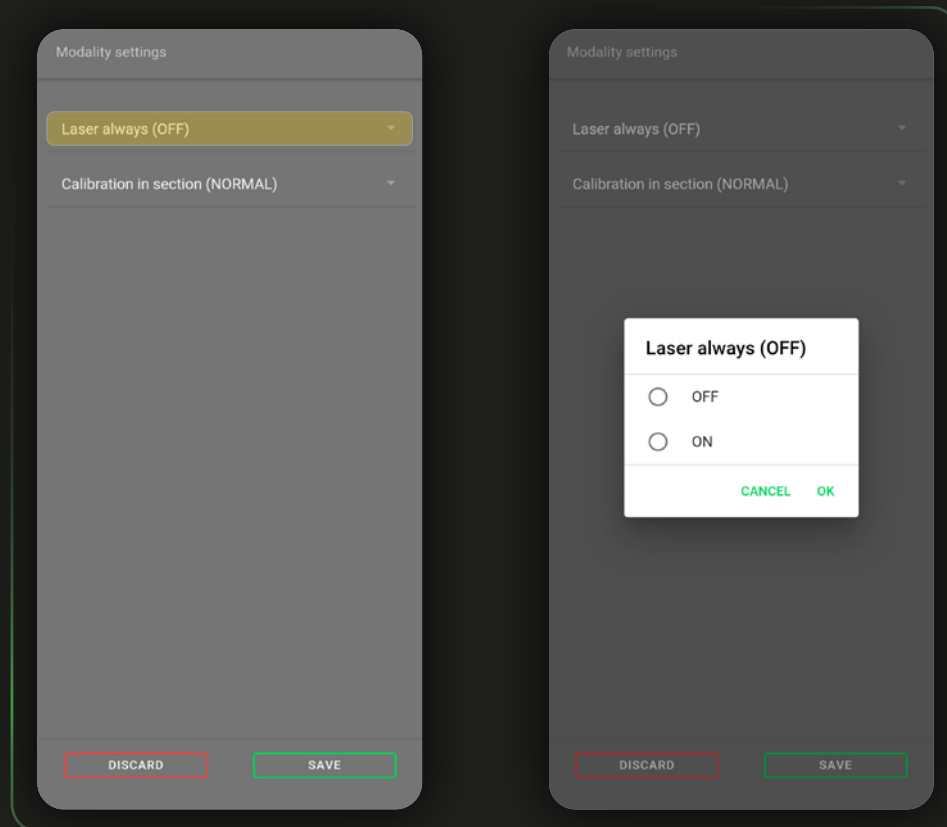 Modality settings
Laser always (OFF)
Calibration in section (NORMAL)
DISCARD
SAVE
Modality settings
Laser always (OFF)
Calibration in section (NORMAL)
Laser always (OFF)
OFF
ON
CANCEL
OK
DISCARD
SAVE